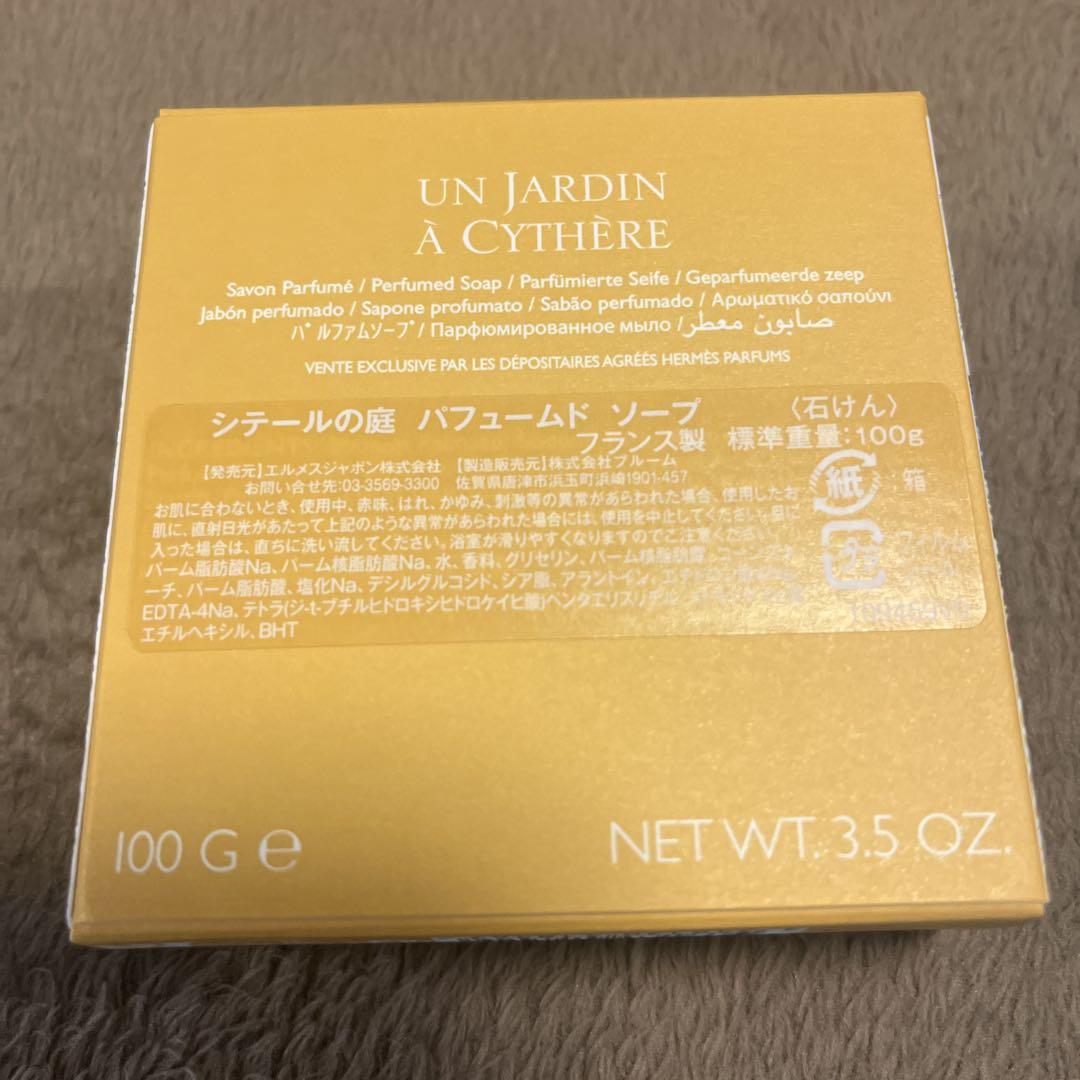 UN JARDIN
À CYTHÈRE
Savon Parfumé / Perfumed Soap / Parfümierte Seife / Geparfumeerde zeep
Jabón perfumado / Sapone profumato / Sabão perfumado / Αρωματικό σαπούνι
パルファムソープ / Парфюмированное мыло / صابون معطر
VENTE EXCLUSIVE PAR LES DÉPOSITAIRES AGRÉÉS HERMÈS PARFUMS
シテールの庭 パフュームド ソープ 〈石けん〉
フランス製 標準重量:100g
【発売元】エルメスジャポン株式会社 【製造販売元】株式会社ブルーム
お問い合せ先:03-3569-3300 佐賀県唐津市浜玉町浜崎1901-457
紙 :箱
お肌に合わないとき、使用中、赤味、はれ、かゆみ、刺激等の異常があらわれた場合、使用したお
肌に、直射日光があたって上記のような異常があらわれた場合には、使用を中止してください。目に
入った場合は、直ちに洗い流してください。浴室が滑りやすくなりますのでご注意ください。
パーム脂肪酸Na、パーム核脂肪酸Na、水、香料、グリセリン、パーム核脂肪酸、コーンスタ
ーチ、パーム脂肪酸、塩化Na、デシルグルコシド、シア脂、アラントイン、
EDTA-4Na、テトラ(ジ-t-ブチルヒドロキシヒドロケイヒ酸)ペンタエリスリチル、
エチルヘキシル、BHT
プラ
フィルム
100 G ℮
NET WT. 3.5 OZ.